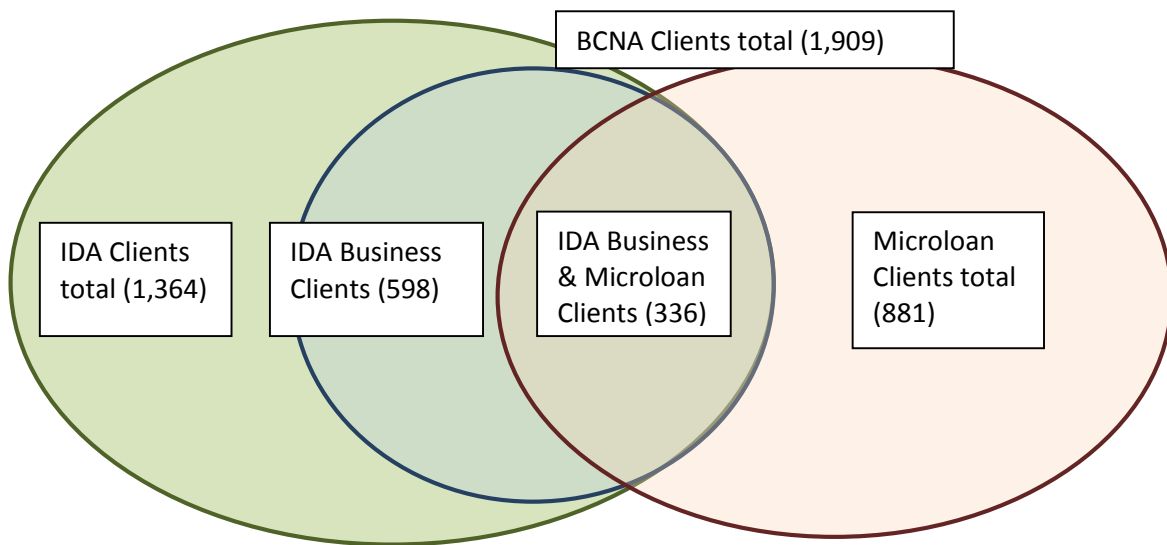 BCNA Clients total (1,909)
IDA Clients
total (1,364)
IDA Business
Clients (598)
IDA Business
& Microloan
Clients (336)
Microloan
Clients total
(881)